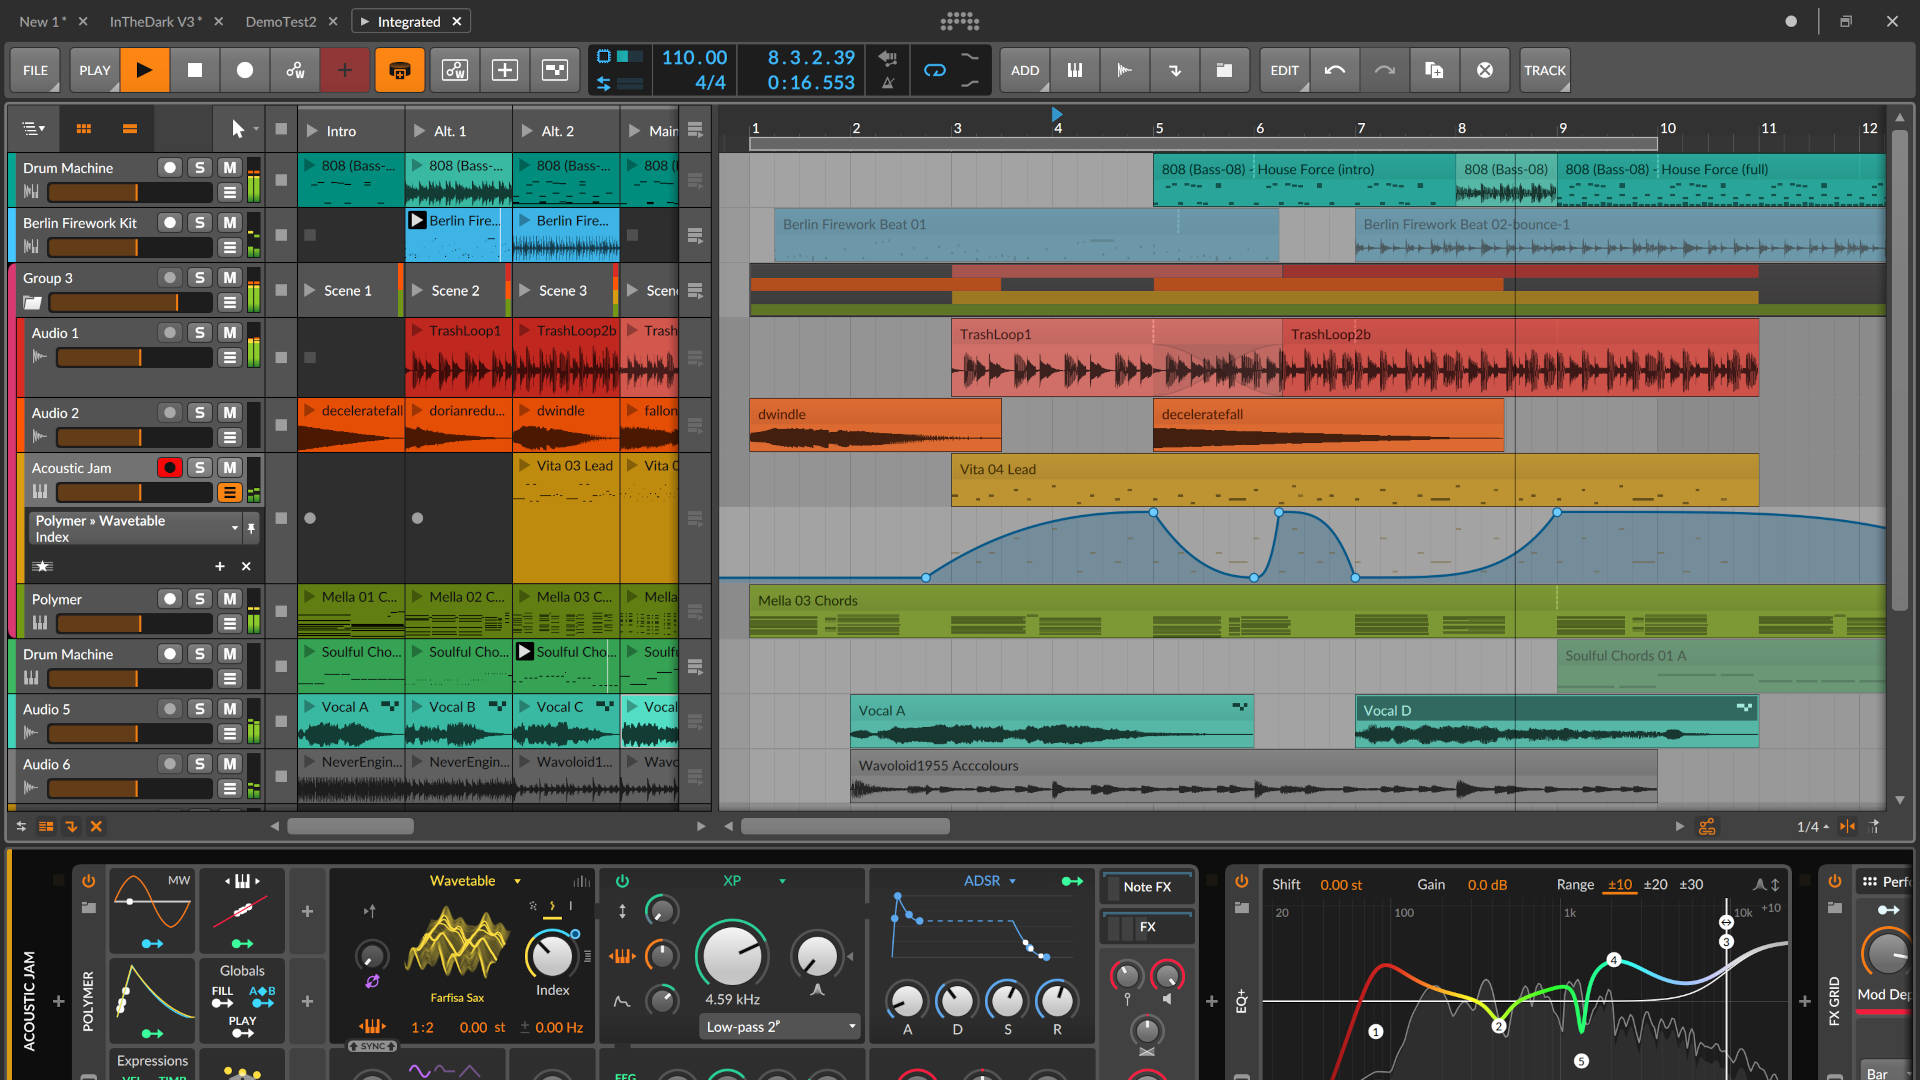 New 1*
InTheDark V3*
DemoTest2
Integrated
FILE
PLAY
110.00
4/4
8.3.2.39
0:16.553
ADD
EDIT
TRACK
Intro
Alt. 1
Alt. 2
Main
1 2 3 4 5 6 7 8 9 10 11 12
Drum Machine
S M
808 (Bass-...
808 (Bass-...
808 (Bass-...
808 (
808 (Bass-08) - House Force (intro)
808 (Bass-08)
808 (Bass-08) - House Force (full)
Berlin Firework Kit
S M
Berlin Fire...
Berlin Fire...
Berlin Firework Beat 01
Berlin Firework Beat 02-bounce-1
Group 3
S M
Scene 1
Scene 2
Scene 3
Scen
Audio 1
S M
TrashLoop1
TrashLoop2b
Trash
TrashLoop1
TrashLoop2b
Audio 2
S M
deceleratefall
dorianredu...
dwindle
fallon
dwindle
deceleratefall
Acoustic Jam
S M
Vita 03 Lead
Vita 0
Vita 04 Lead
Polymer » Wavetable
Index
Polymer
S M
Mella 01 C...
Mella 02 C...
Mella 03 C...
Mella
Mella 03 Chords
Drum Machine
S M
Soulful Cho...
Soulful Cho...
Soulful Cho...
Soulf
Soulful Chords 01 A
Audio 5
S M
Vocal A
Vocal B
Vocal C
Vocal
Vocal A
Vocal D
Audio 6
S M
NeverEngin...
NeverEngin...
Wavoloid1...
Wavo
Wavoloid1955 Acccolours
1/4
ACOUSTIC JAM
POLYMER
MW
Globals
FILL
A◆B
PLAY
Expressions
VEL TIMB
Wavetable
Farfisa Sax
Index
1:2
0.00 st
± 0.00 Hz
SYNC
XP
4.59 kHz
Low-pass 2ᴾ
FEG
ADSR
A
D
S
R
Note FX
FX
EQ+
Shift 0.00 st
Gain 0.0 dB
Range ±10 ±20 ±30
20 100 1k 10k +10
1
2
3
4
5
FX GRID
Perf
Mod Dep
Bar